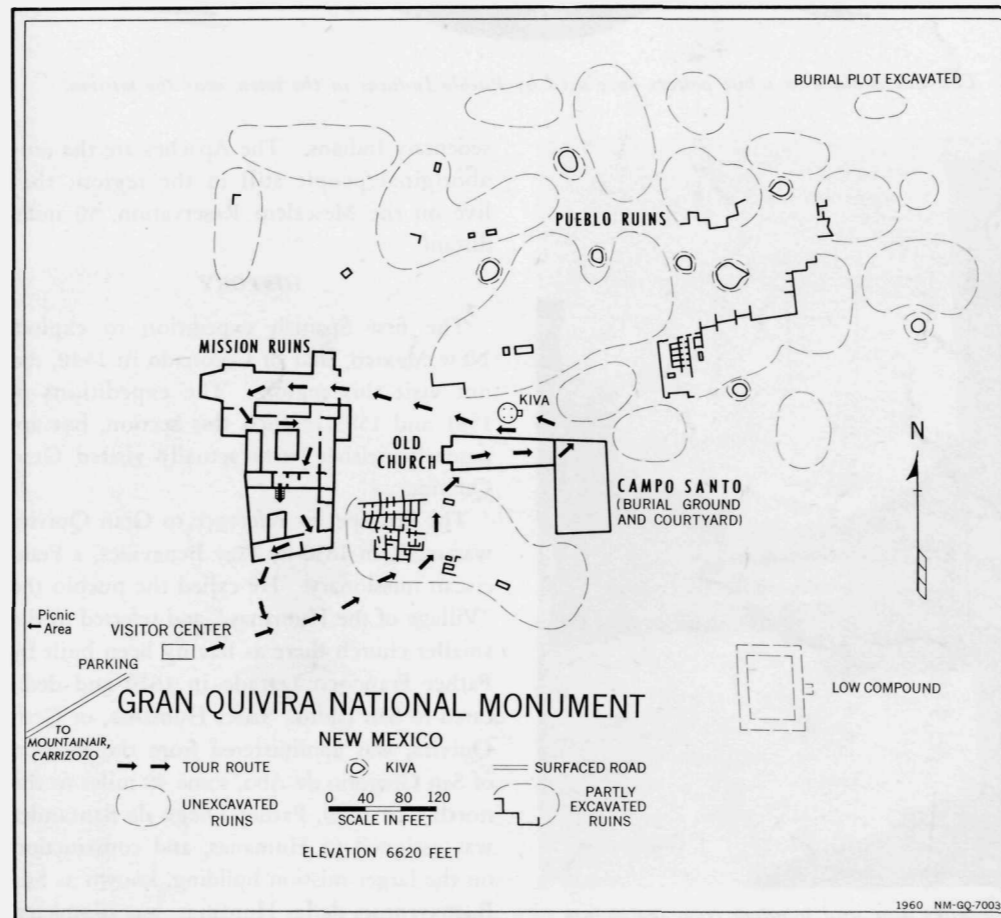 BURIAL PLOT EXCAVATED
PUEBLO RUINS
MISSION RUINS
KIVA
OLD
CHURCH
N
CAMPO SANTO
(BURIAL GROUND
AND COURTYARD)
Picnic
Area
VISITOR CENTER
PARKING
LOW COMPOUND
TO
MOUNTAINAIR,
CARRIZOZO
GRAN QUIVIRA NATIONAL MONUMENT
NEW MEXICO
TOUR ROUTE
KIVA
SURFACED ROAD
UNEXCAVATED
RUINS
0 40 80 120
SCALE IN FEET
PARTLY
EXCAVATED
RUINS
ELEVATION 6620 FEET
1960 NM-GQ-7003